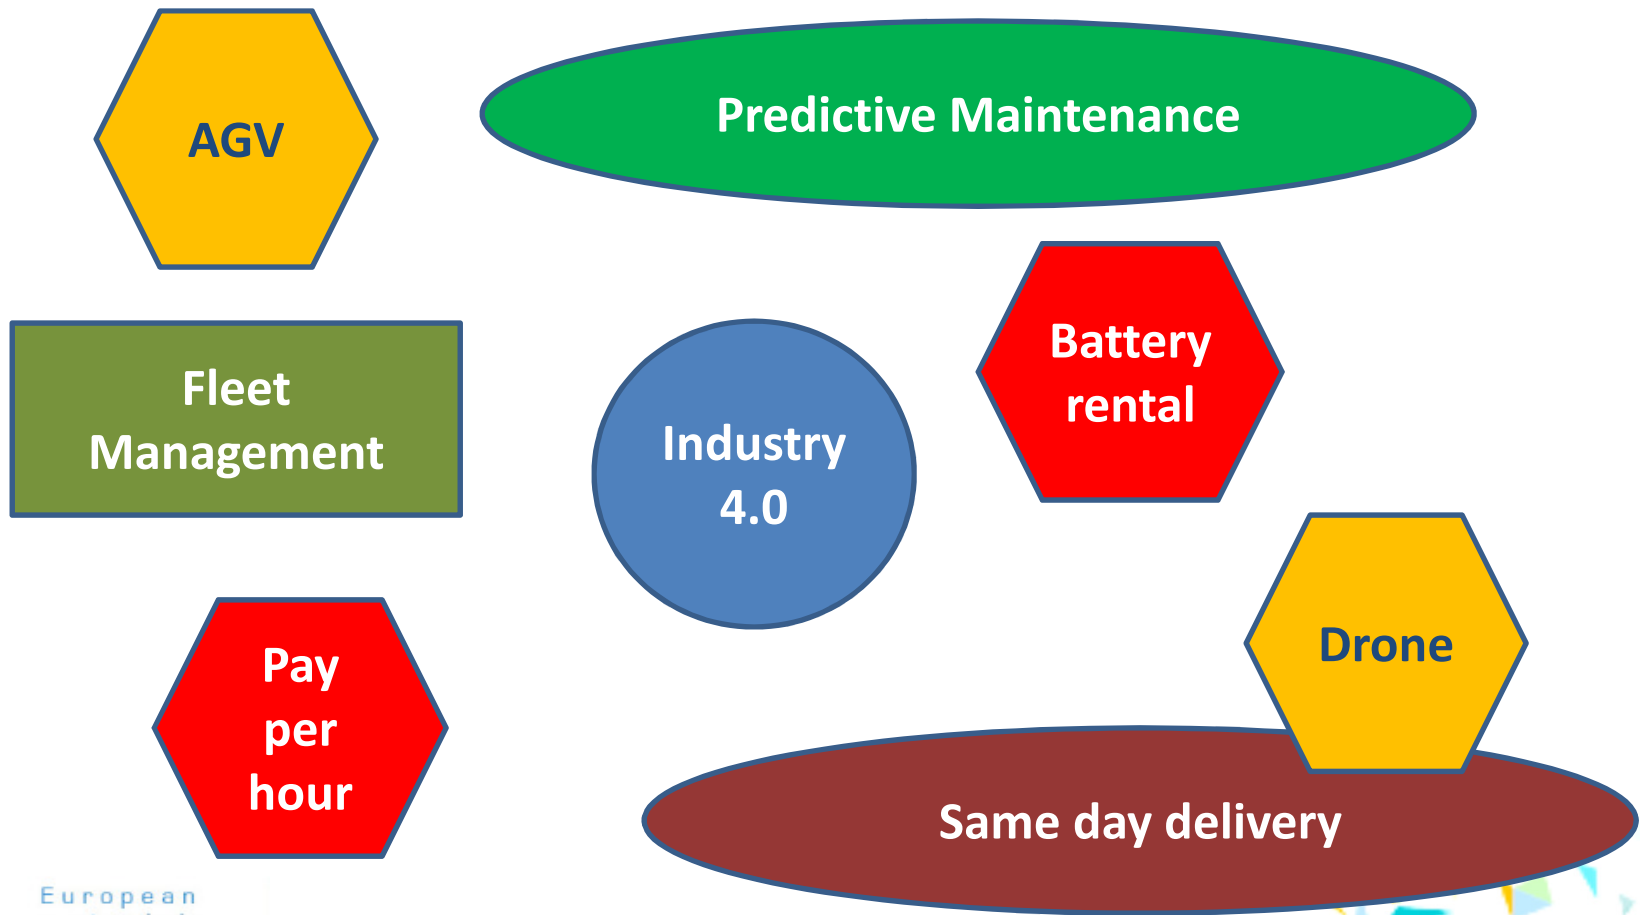 AGV
Predictive Maintenance
Battery
rental
Fleet
Management
Industry
4.0
Drone
Pay
per
hour
Same day delivery
European